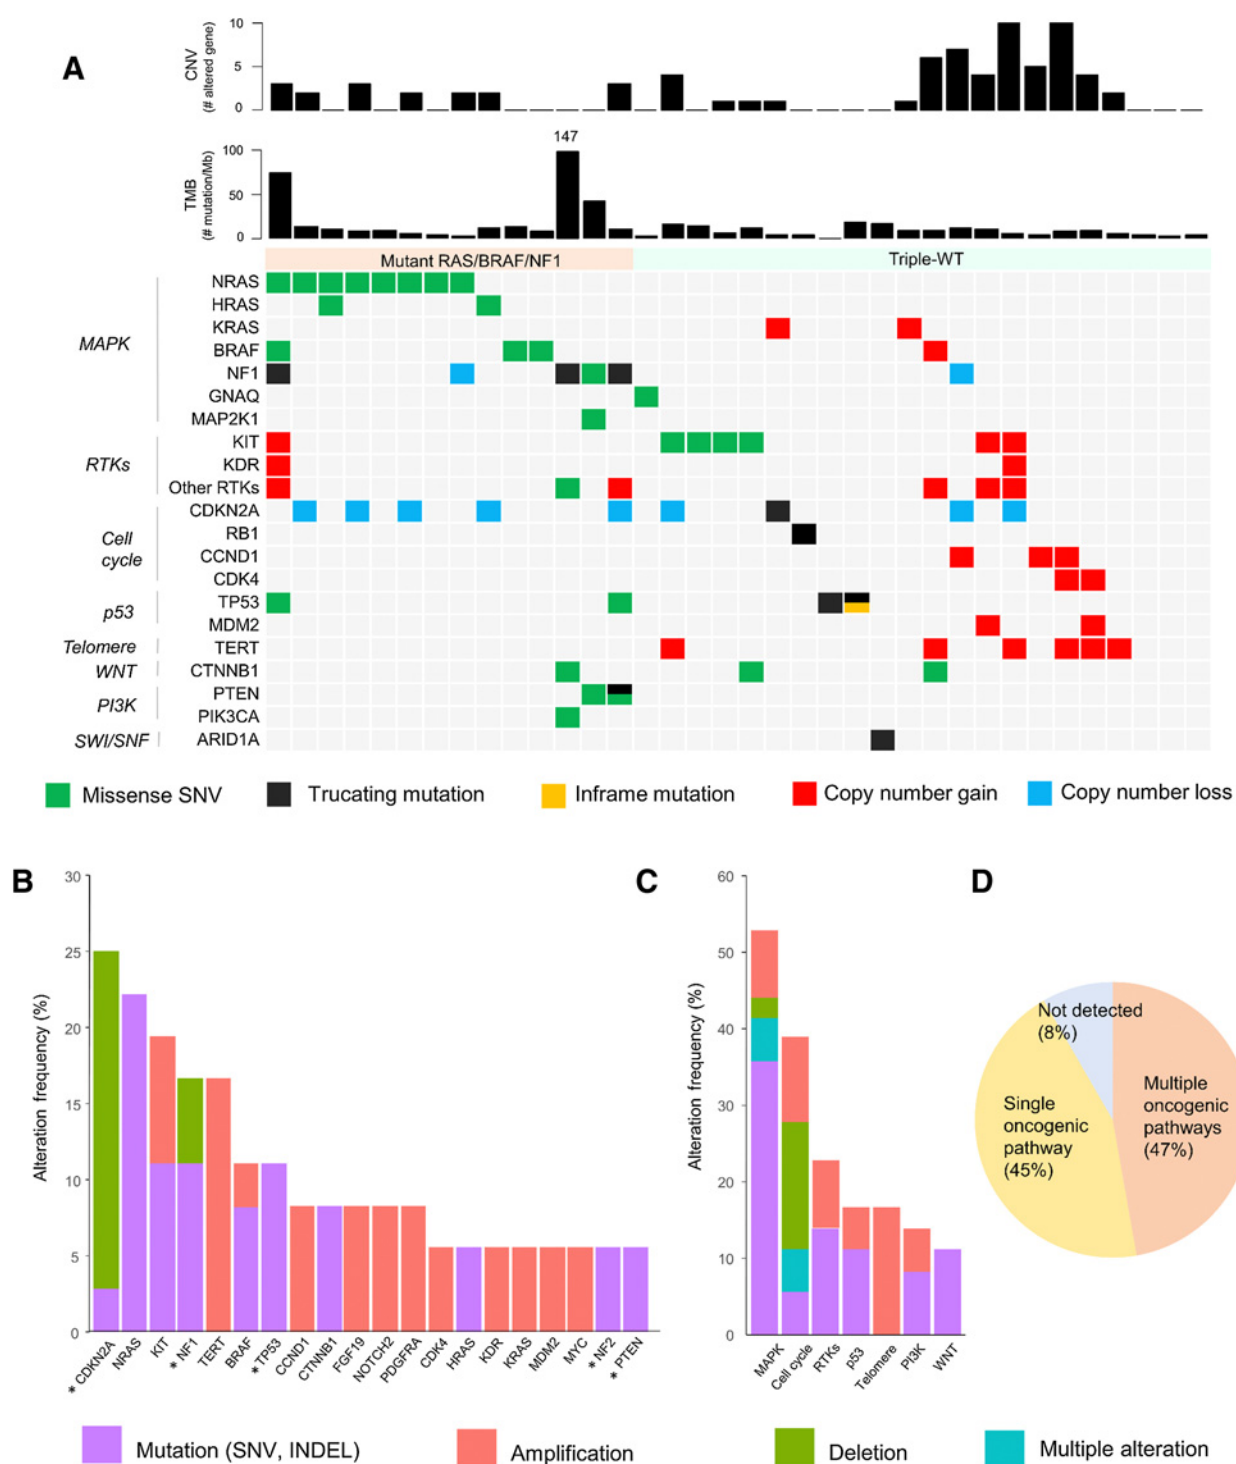 A
CNV
(# altered gene)
10
5
0
TMB
(# mutation/Mb)
147
100
50
0
Mutant RAS/BRAF/NF1
Triple-WT
MAPK
NRAS
HRAS
KRAS
BRAF
NF1
GNAQ
MAP2K1
RTKs
KIT
KDR
Other RTKs
Cell
cycle
CDKN2A
RB1
CCND1
CDK4
p53
TP53
MDM2
Telomere
TERT
WNT
CTNNB1
PI3K
PTEN
PIK3CA
SWI/SNF
ARID1A
Missense SNV
Trucating mutation
Inframe mutation
Copy number gain
Copy number loss
B
Alteration frequency (%)
30
25
20
15
10
5
0
* CDKN2A
NRAS
KIT
* NF1
TERT
BRAF
* TP53
CCND1
CTNNB1
FGF19
NOTCH2
PDGFRA
CDK4
HRAS
KDR
KRAS
MDM2
MYC
* NF2
* PTEN
C
Alteration frequency (%)
60
50
40
30
20
10
0
MAPK
Cell cycle
RTKs
p53
Telomere
PI3K
WNT
D
Not detected
(8%)
Single
oncogenic
pathway
(45%)
Multiple
oncogenic
pathways
(47%)
Mutation (SNV, INDEL)
Amplification
Deletion
Multiple alteration